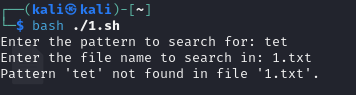 ┌──(kali㉿kali)-[~]
└─$ bash ./1.sh
Enter the pattern to search for: tet
Enter the file name to search in: 1.txt
Pattern 'tet' not found in file '1.txt'.